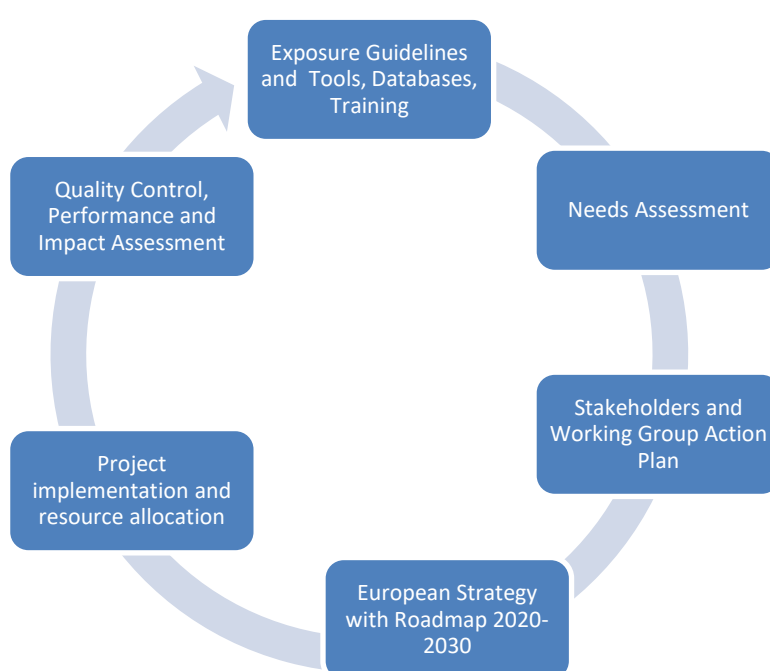 Exposure Guidelines
and Tools, Databases,
Training
Needs Assessment
Stakeholders and
Working Group Action
Plan
European Strategy
with Roadmap 2020-
2030
Project
implementation and
resource allocation
Quality Control,
Performance and
Impact Assessment